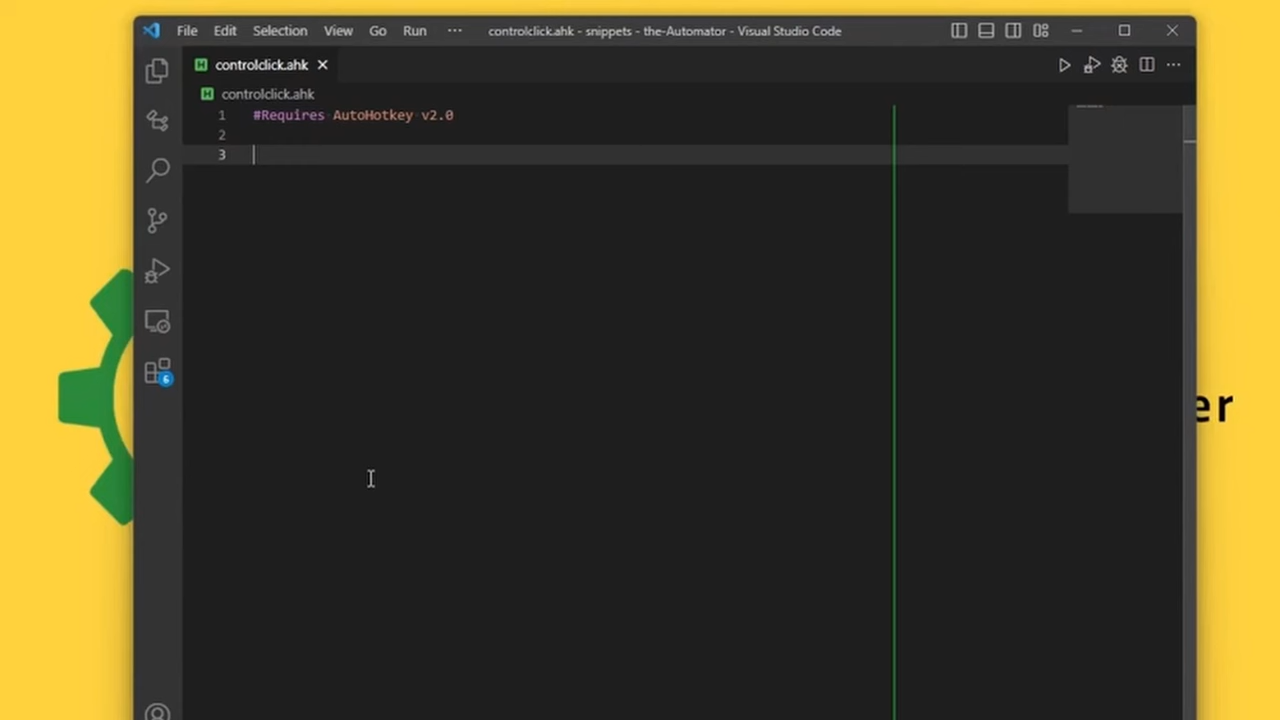 File Edit Selection View Go Run ··· controlclick.ahk - snippets - the-Automator - Visual Studio Code
controlclick.ahk
controlclick.ahk
1 #Requires AutoHotkey v2.0
2
3
6
er